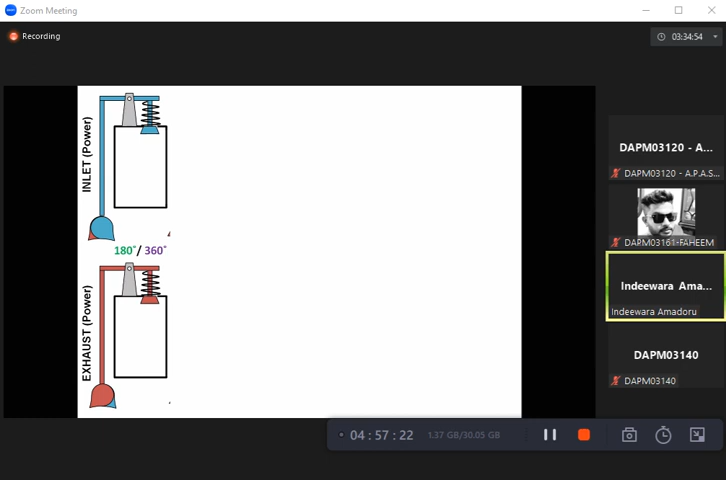 Zoom Meeting
Recording
03:34:54
INLET (Power)
180°/ 360°
EXHAUST (Power)
DAPM03120 - A...
DAPM03120 - A.P.A.S...
DAPM03161-FAHEEM
Indeewara Ama...
Indeewara Amadoru
DAPM03140
DAPM03140
04:57:22
1.37 GB/30.05 GB